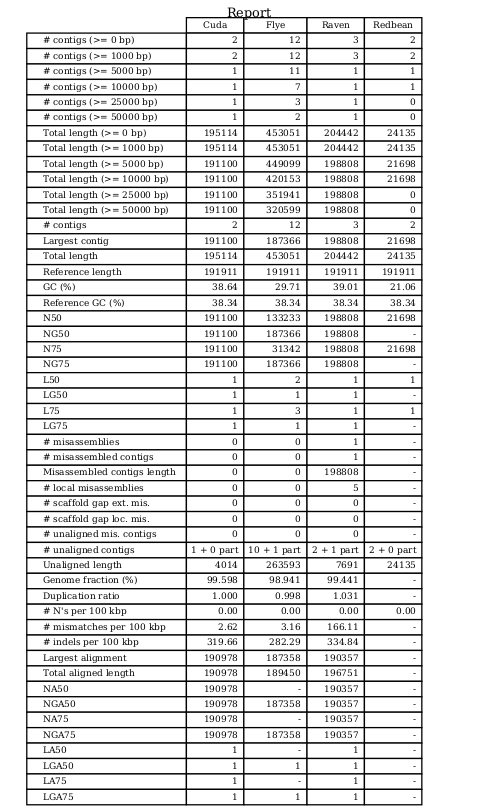 Report
Cuda Flye Raven Redbean
# contigs (>= 0 bp) 2 12 3 2
# contigs (>= 1000 bp) 2 12 3 2
# contigs (>= 5000 bp) 1 11 1 1
# contigs (>= 10000 bp) 1 7 1 1
# contigs (>= 25000 bp) 1 3 1 0
# contigs (>= 50000 bp) 1 2 1 0
Total length (>= 0 bp) 195114 453051 204442 24135
Total length (>= 1000 bp) 195114 453051 204442 24135
Total length (>= 5000 bp) 191100 449099 198808 21698
Total length (>= 10000 bp) 191100 420153 198808 21698
Total length (>= 25000 bp) 191100 351941 198808 0
Total length (>= 50000 bp) 191100 320599 198808 0
# contigs 2 12 3 2
Largest contig 191100 187366 198808 21698
Total length 195114 453051 204442 24135
Reference length 191911 191911 191911 191911
GC (%) 38.64 29.71 39.01 21.06
Reference GC (%) 38.34 38.34 38.34 38.34
N50 191100 133233 198808 21698
NG50 191100 187366 198808 -
N75 191100 31342 198808 21698
NG75 191100 187366 198808 -
L50 1 2 1 1
LG50 1 1 1 -
L75 1 3 1 1
LG75 1 1 1 -
# misassemblies 0 0 1 -
# misassembled contigs 0 0 1 -
Misassembled contigs length 0 0 198808 -
# local misassemblies 0 0 5 -
# scaffold gap ext. mis. 0 0 0 -
# scaffold gap loc. mis. 0 0 0 -
# unaligned mis. contigs 0 0 0 -
# unaligned contigs 1 + 0 part 10 + 1 part 2 + 1 part 2 + 0 part
Unaligned length 4014 263593 7691 24135
Genome fraction (%) 99.598 98.941 99.441 -
Duplication ratio 1.000 0.998 1.031 -
# N's per 100 kbp 0.00 0.00 0.00 0.00
# mismatches per 100 kbp 2.62 3.16 166.11 -
# indels per 100 kbp 319.66 282.29 334.84 -
Largest alignment 190978 187358 190357 -
Total aligned length 190978 189450 196751 -
NA50 190978 - 190357 -
NGA50 190978 187358 190357 -
NA75 190978 - 190357 -
NGA75 190978 187358 190357 -
LA50 1 - 1 -
LGA50 1 1 1 -
LA75 1 - 1 -
LGA75 1 1 1 -